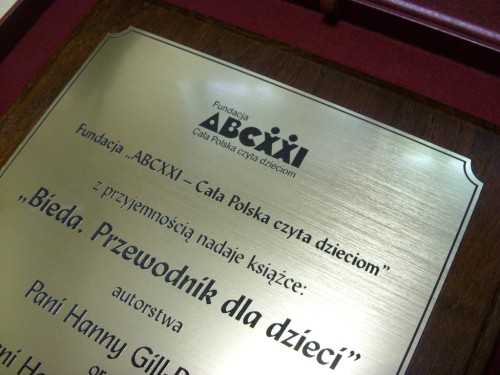 Fundacja
ABCXXI
Cała Polska czyta dzieciom
Fundacja „ABCXXI – Cała Polska czyta dzieciom”
z przyjemnością nadaje książce:
„Bieda. Przewodnik dla dzieci”
autorstwa
Pani Hanny Gill